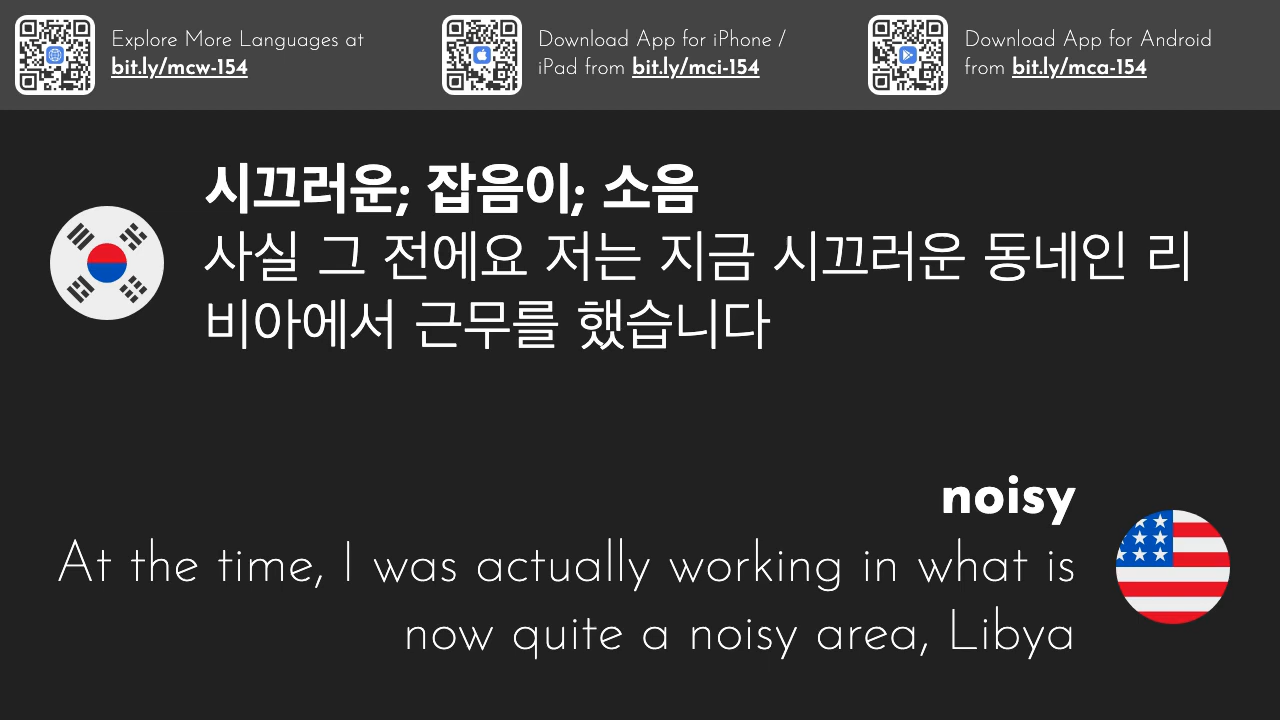 Explore More Languages at
bit.ly/mcw-154
Download App for iPhone /
iPad from bit.ly/mci-154
Download App for Android
from bit.ly/mca-154
시끄러운; 잡음이; 소음
사실 그 전에요 저는 지금 시끄러운 동네인 리
비아에서 근무를 했습니다
noisy
At the time, I was actually working in what is
now quite a noisy area, Libya